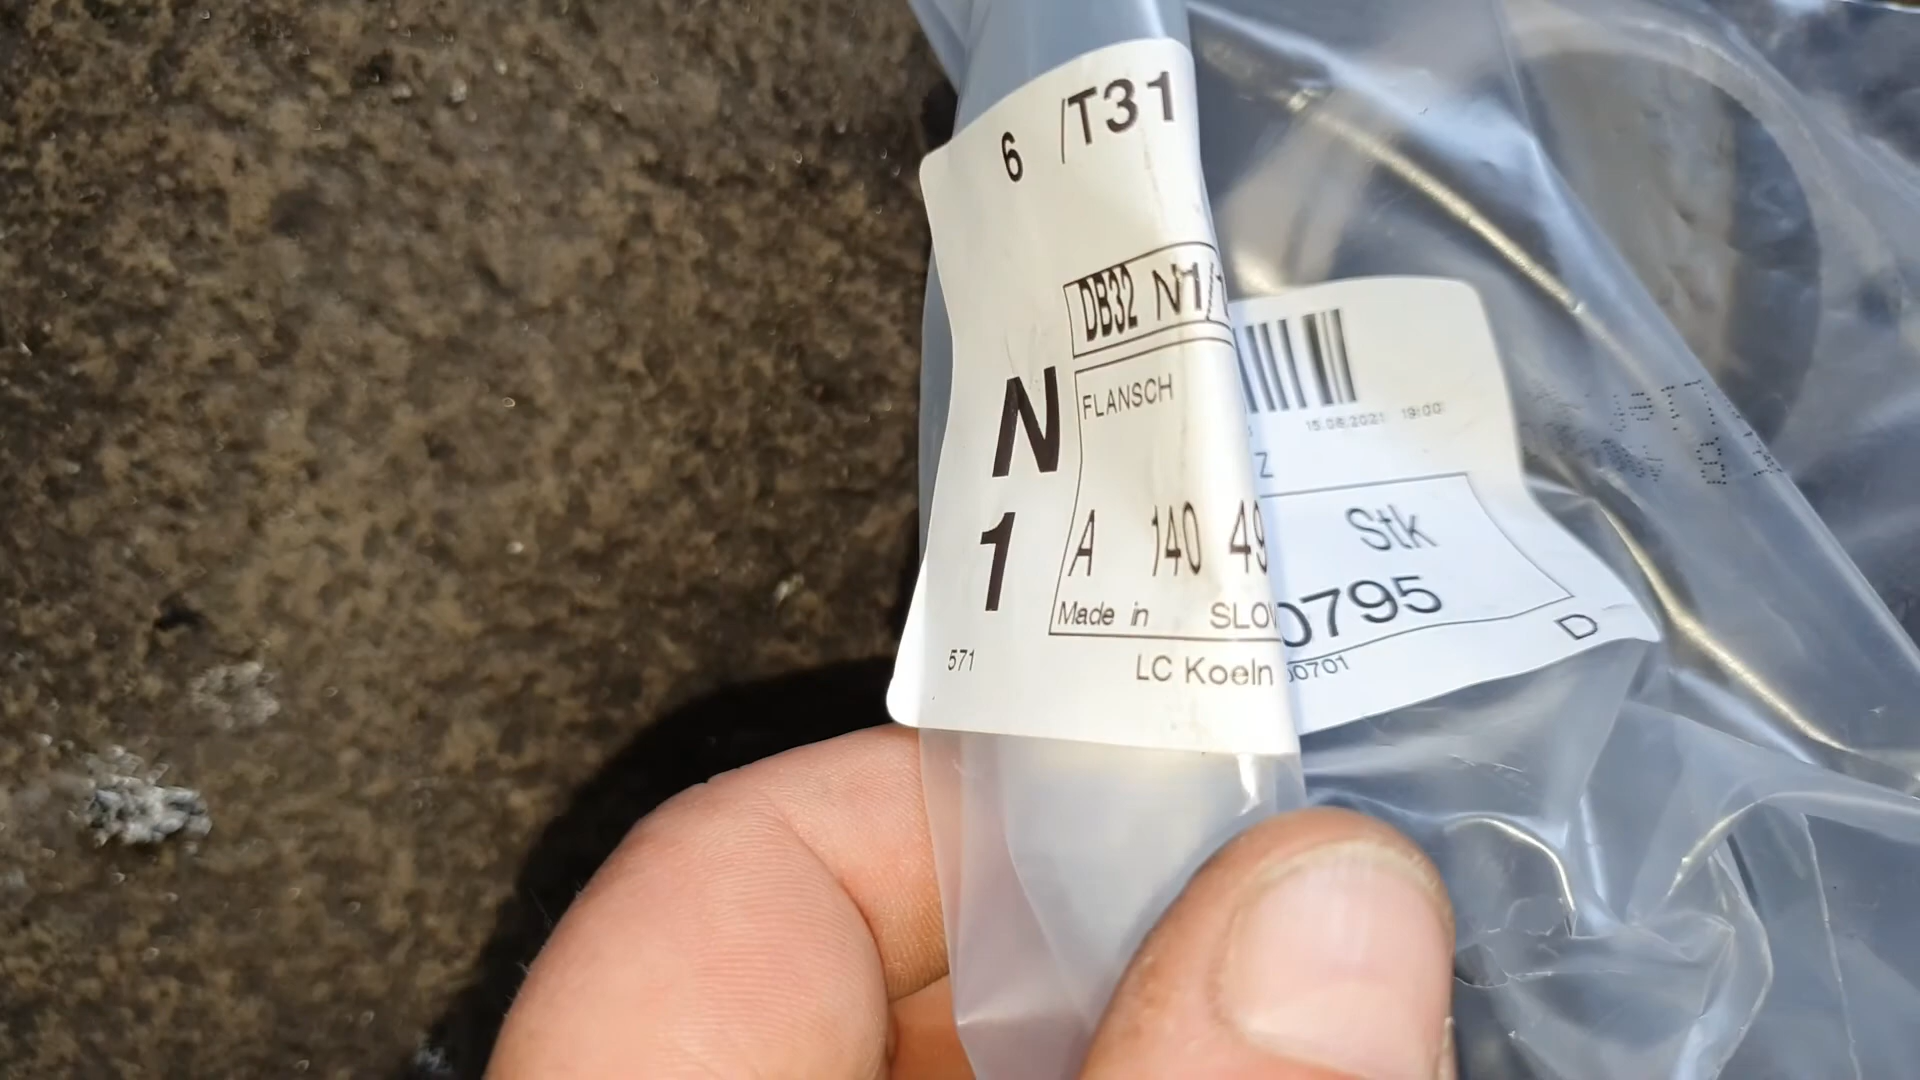 6 /T31
DB32 N1/
FLANSCH
N
1
A 140 49
Made in SLOV
571
LC Koeln
15.06.2021 19:00
Z
Stk
0795
00701
D